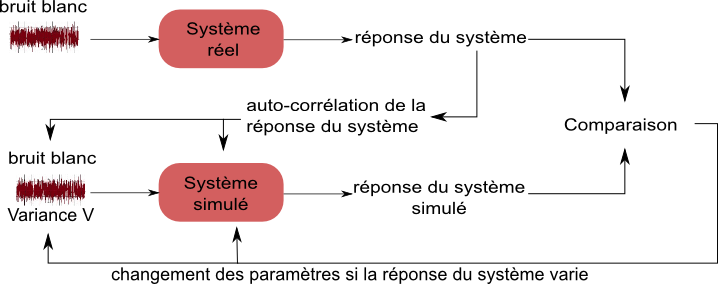 bruit blanc
Système
réel
réponse du système
auto-corrélation de la
réponse du système
Comparaison
bruit blanc
Variance V
Système
simulé
réponse du système
simulé
changement des paramètres si la réponse du système varie